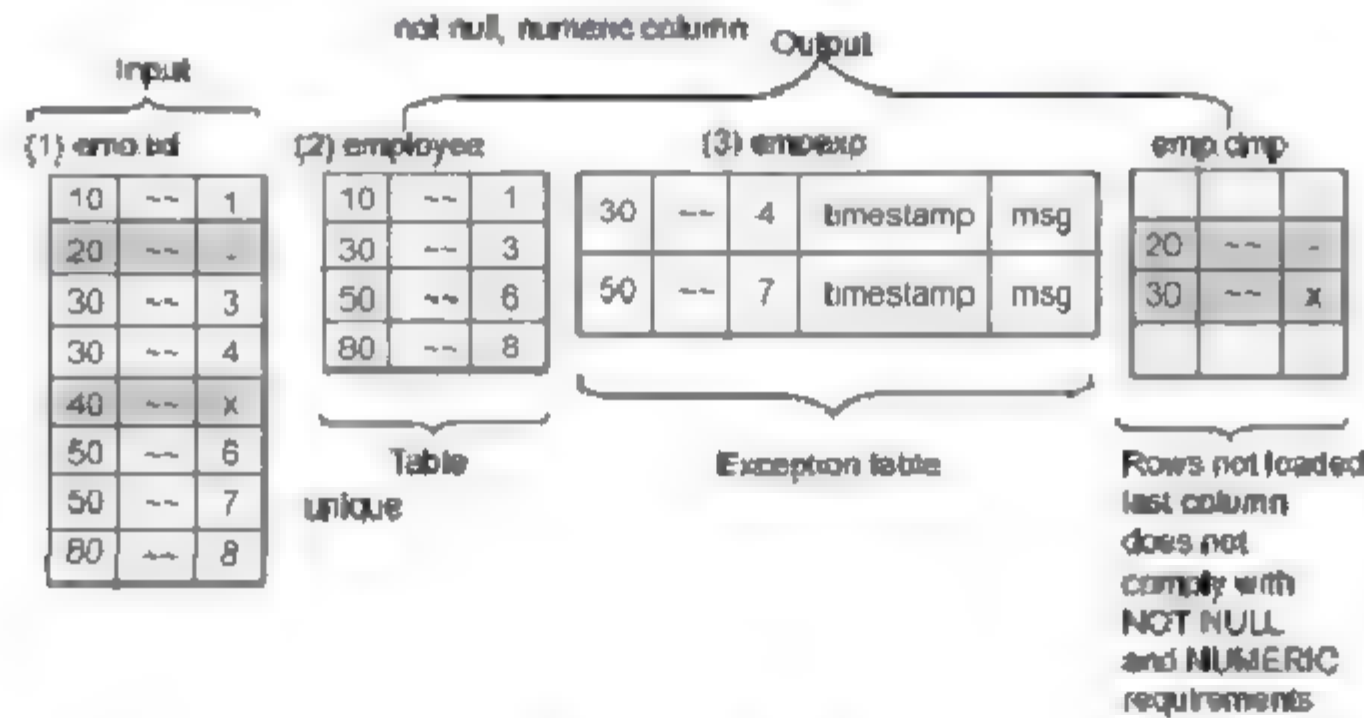 not null, numeric column
Output
Input
(1) emp.ixf
(2) employee
(3) empexp
emp.dmp
10 ~~ 1
20 ~~ -
30 ~~ 3
30 ~~ 4
40 ~~ x
50 ~~ 6
50 ~~ 7
80 ~~ 8
10 ~~ 1
30 ~~ 3
50 ~~ 6
80 ~~ 8
30 ~~ 4 timestamp msg
50 ~~ 7 timestamp msg
20 ~~ -
30 ~~ x
Table
unique
Exception table
Rows not loaded
last column
does not
comply with
NOT NULL
and NUMERIC
requirements